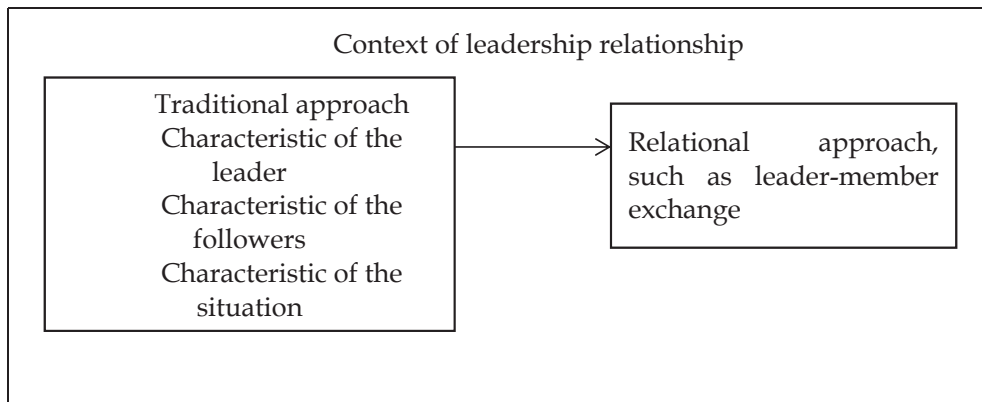 Context of leadership relationship
Traditional approach
Characteristic of the
leader
Characteristic of the
followers
Characteristic of the
situation
Relational approach,
such as leader-member
exchange